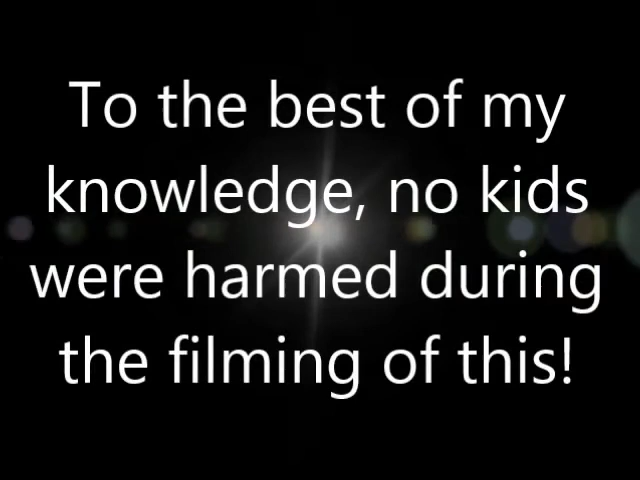 To the best of my
knowledge, no kids
were harmed during
the filming of this!